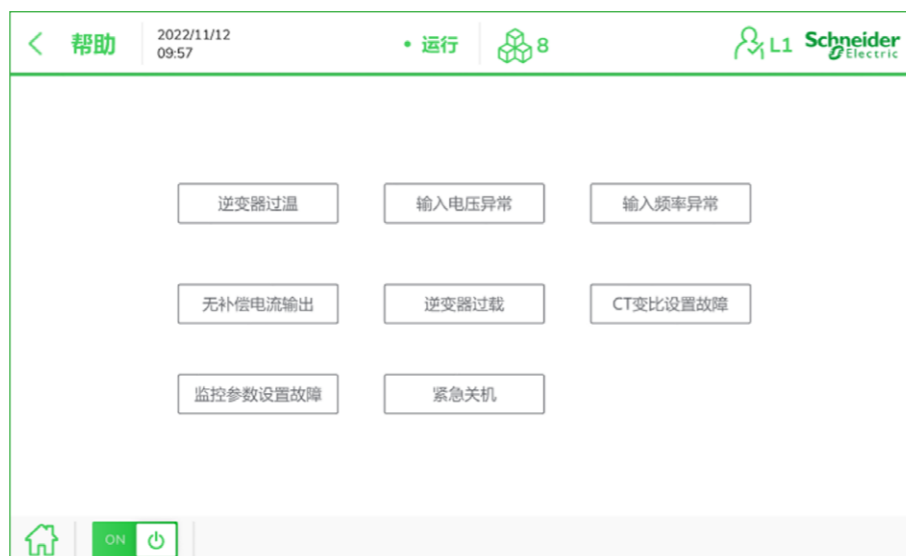 帮助
2022/11/12
09:57
• 运行
8
L1
Schneider
Electric
逆变器过温
输入电压异常
输入频率异常
无补偿电流输出
逆变器过载
CT变比设置故障
监控参数设置故障
紧急关机
ON